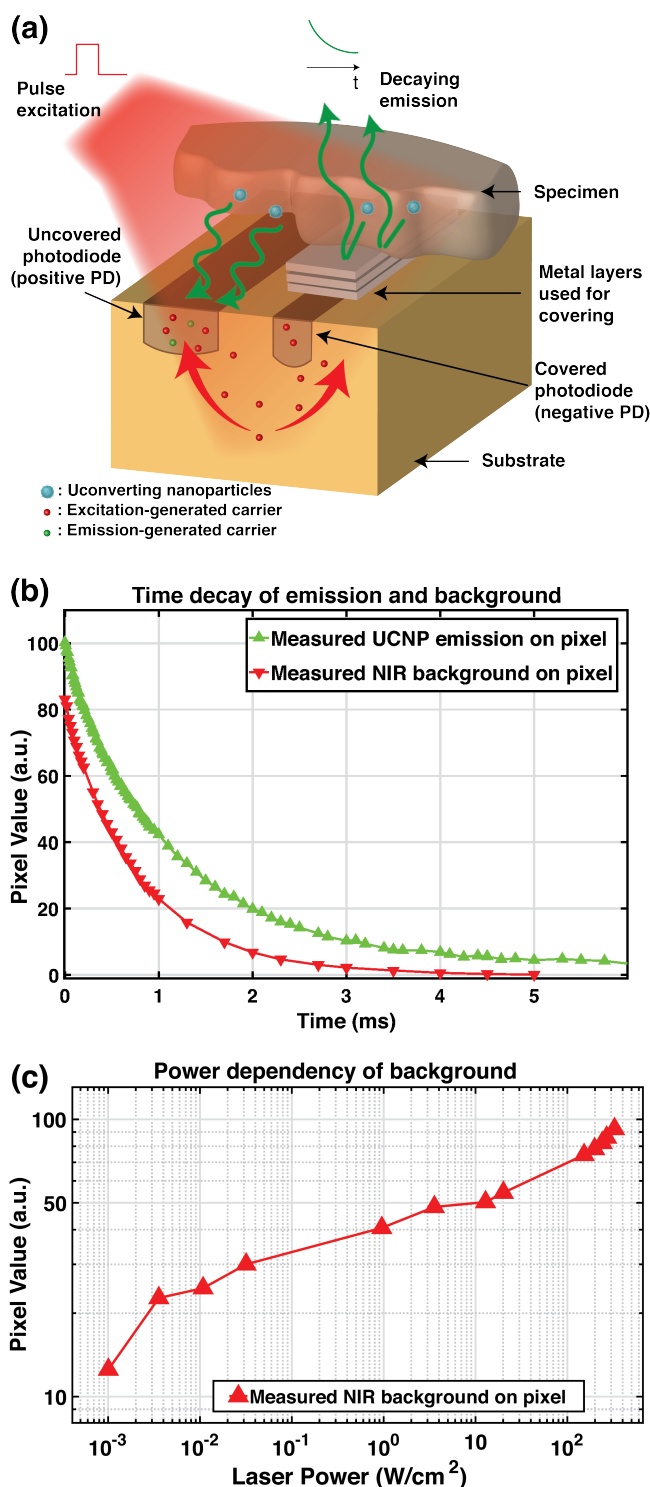 (a)
Pulse
excitation
t
Decaying
emission
Specimen
Uncovered
photodiode
(positive PD)
Metal layers
used for
covering
Covered
photodiode
(negative PD)
Substrate
: Uconverting nanoparticles
: Excitation-generated carrier
: Emission-generated carrier
(b)
Time decay of emission and background
Measured UCNP emission on pixel
Measured NIR background on pixel
Pixel Value (a.u.)
100
80
60
40
20
0
0 1 2 3 4 5
Time (ms)
(c)
Power dependency of background
Pixel Value (a.u.)
100
50
10
Measured NIR background on pixel
10⁻³ 10⁻² 10⁻¹ 10⁰ 10 10²
Laser Power (W/cm²)